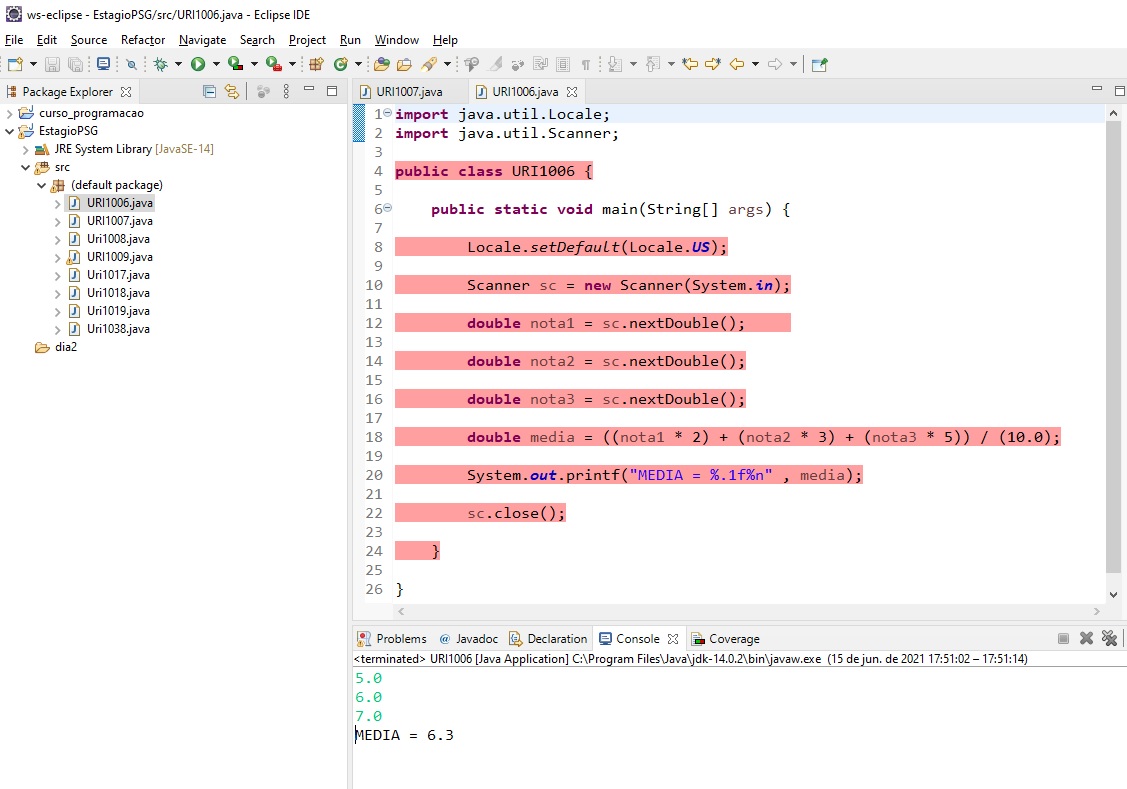 ws-eclipse - EstagioPSG/src/URI1006.java - Eclipse IDE
File Edit Source Refactor Navigate Search Project Run Window Help
Package Explorer
curso_programacao
EstagioPSG
JRE System Library [JavaSE-14]
src
(default package)
URI1006.java
URI1007.java
Uri1008.java
URI1009.java
Uri1017.java
Uri1018.java
Uri1019.java
Uri1038.java
dia2
URI1007.java URI1006.java
1 import java.util.Locale;
2 import java.util.Scanner;
3
4 public class URI1006 {
5
6     public static void main(String[] args) {
7
8         Locale.setDefault(Locale.US);
9
10         Scanner sc = new Scanner(System.in);
11
12         double nota1 = sc.nextDouble();
13
14         double nota2 = sc.nextDouble();
15
16         double nota3 = sc.nextDouble();
17
18         double media = ((nota1 * 2) + (nota2 * 3) + (nota3 * 5)) / (10.0);
19
20         System.out.printf("MEDIA = %.1f%n" , media);
21
22         sc.close();
23
24     }
25
26 }
Problems @ Javadoc Declaration Console Coverage
<terminated> URI1006 [Java Application] C:\Program Files\Java\jdk-14.0.2\bin\javaw.exe (15 de jun. de 2021 17:51:02 – 17:51:14)
5.0
6.0
7.0
MEDIA = 6.3